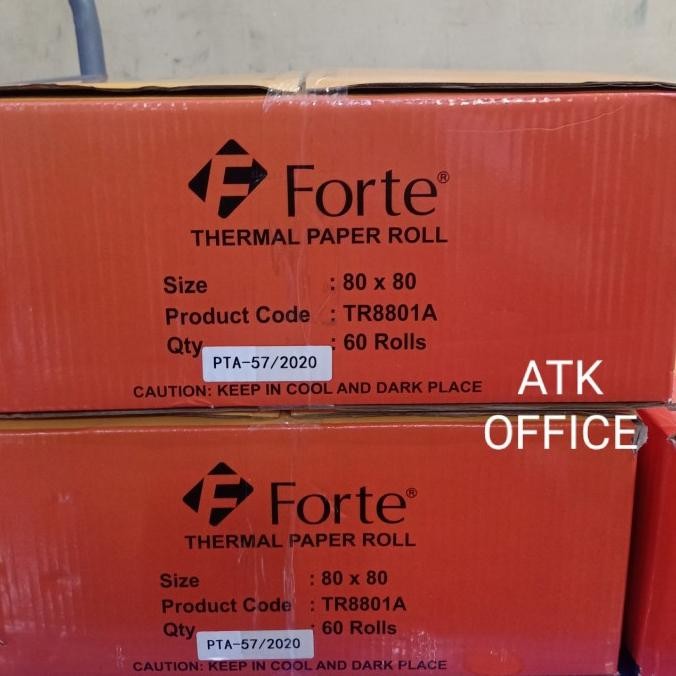 Forte®
THERMAL PAPER ROLL
Size : 80 x 80
Product Code : TR8801A
Qty : 60 Rolls
PTA-57/2020
CAUTION: KEEP IN COOL AND DARK PLACE
ATK
OFFICE
Forte®
THERMAL PAPER ROLL
Size : 80 x 80
Product Code : TR8801A
Qty : 60 Rolls
PTA-57/2020
CAUTION: KEEP IN COOL AND DARK PLACE